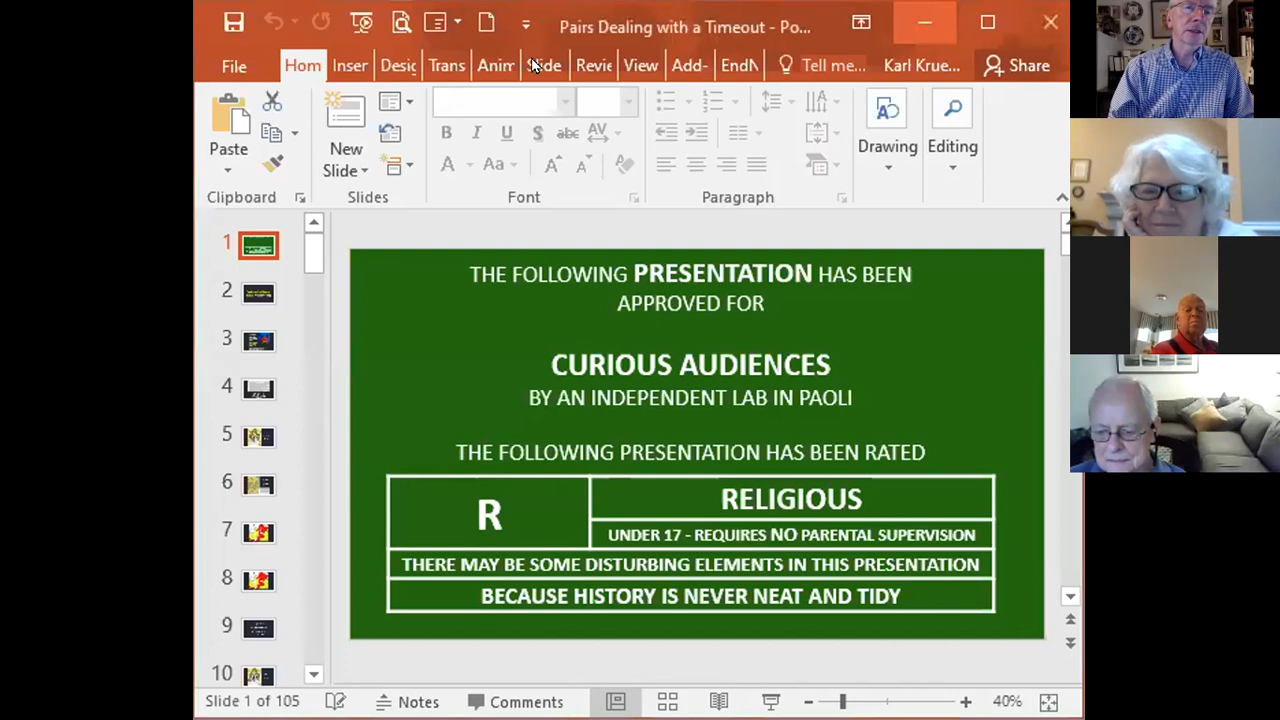 Pairs Dealing with a Timeout - Po...
File Hom Inser Desig Trans Anim Slide Revie View Add- EndN Tell me... Karl Krue... Share
Paste
New
Slide
Drawing
Editing
Clipboard Slides Font Paragraph
1
2
3
4
5
6
7
8
9
10
THE FOLLOWING PRESENTATION HAS BEEN
APPROVED FOR
CURIOUS AUDIENCES
BY AN INDEPENDENT LAB IN PAOLI
THE FOLLOWING PRESENTATION HAS BEEN RATED
R
RELIGIOUS
UNDER 17 - REQUIRES NO PARENTAL SUPERVISION
THERE MAY BE SOME DISTURBING ELEMENTS IN THIS PRESENTATION
BECAUSE HISTORY IS NEVER NEAT AND TIDY
Slide 1 of 105 Notes Comments 40%